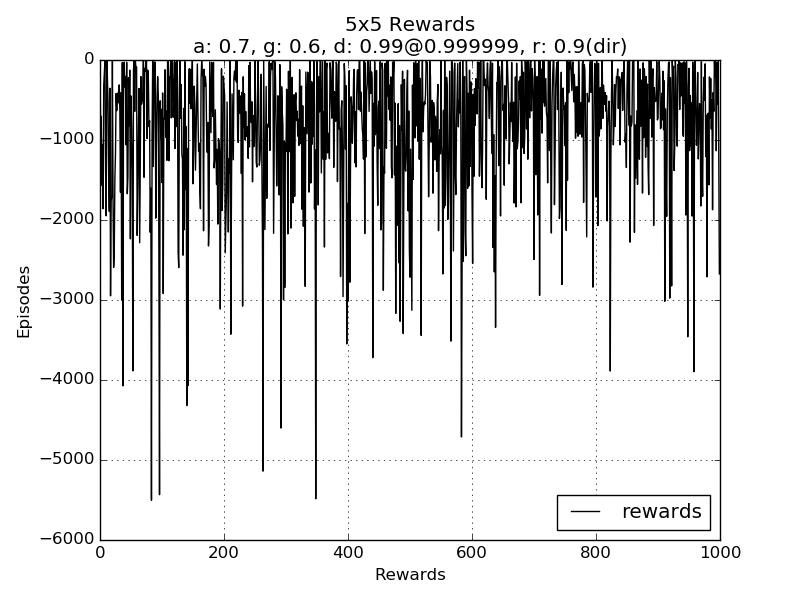 5x5 Rewards
a: 0.7, g: 0.6, d: 0.99@0.999999, r: 0.9(dir)
0
−1000
−2000
−3000
−4000
−5000
−6000
Episodes
rewards
0 200 400 600 800 1000
Rewards